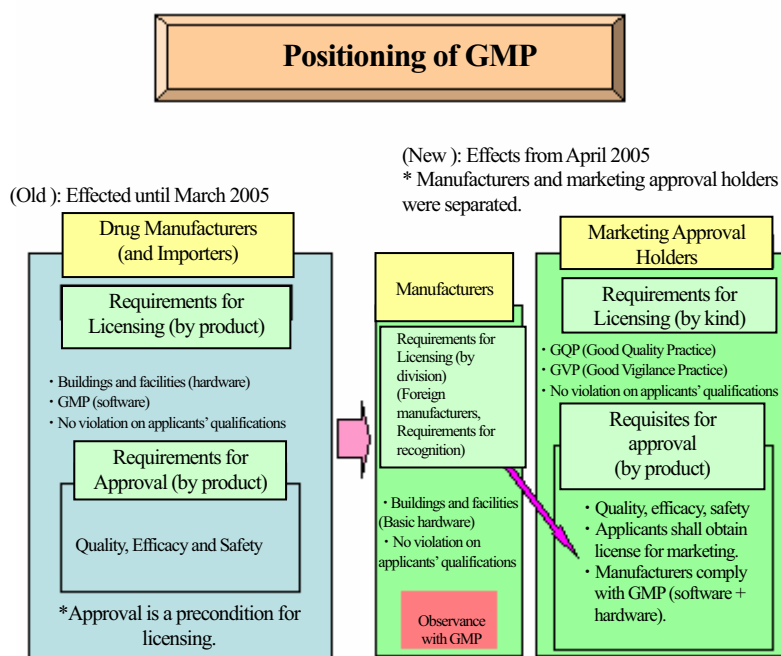 Positioning of GMP
(Old ): Effected until March 2005
Drug Manufacturers
(and Importers)
Requirements for
Licensing (by product)
・Buildings and facilities (hardware)
・GMP (software)
・No violation on applicants' qualifications
Requirements for
Approval (by product)
Quality, Efficacy and Safety
*Approval is a precondition for
licensing.
(New ): Effects from April 2005
* Manufacturers and marketing approval holders
were separated.
Manufacturers
Requirements for
Licensing (by
division)
(Foreign
manufacturers,
Requirements for
recognition)
・Buildings and facilities
(Basic hardware)
・No violation on
applicants' qualifications
Observance
with GMP
Marketing Approval
Holders
Requirements for
Licensing (by kind)
・GQP (Good Quality Practice)
・GVP (Good Vigilance Practice)
・No violation on applicants' qualifications
Requisites for
approval
(by product)
・Quality, efficacy, safety
・Applicants shall obtain
license for marketing.
・Manufacturers comply
with GMP (software +
hardware).